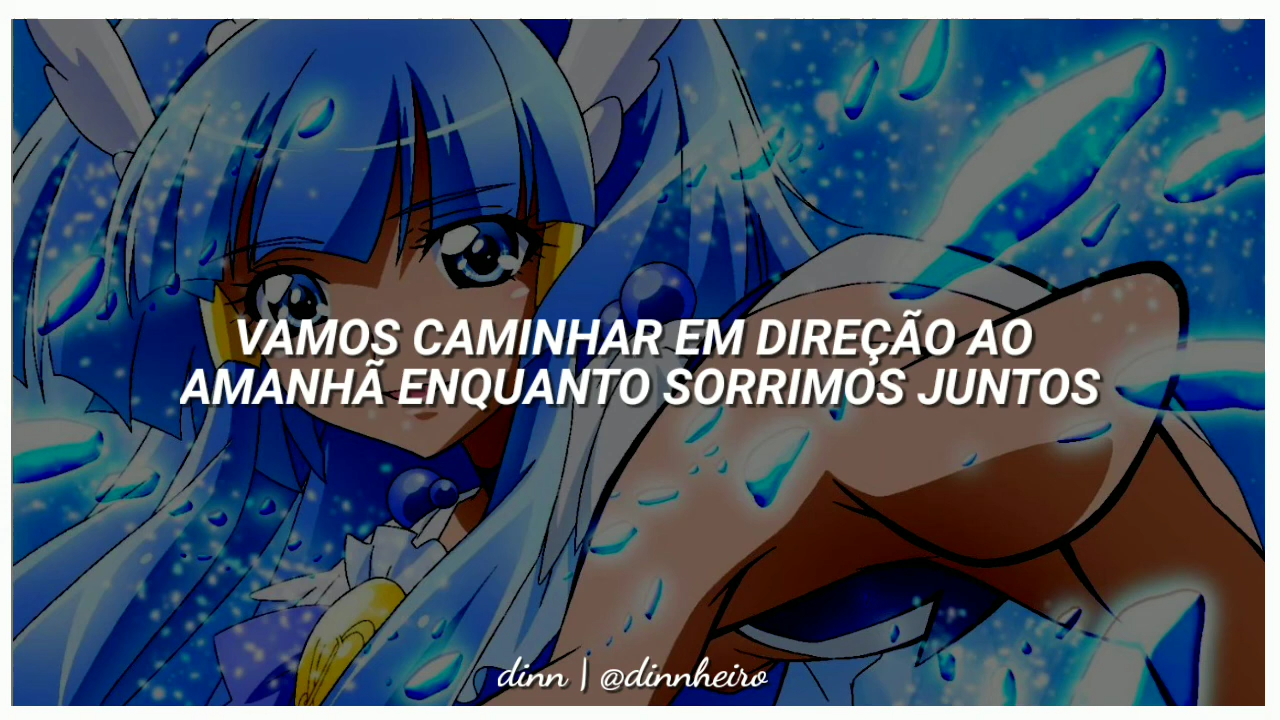 VAMOS CAMINHAR EM DIREÇÃO AO
AMANHÃ ENQUANTO SORRIMOS JUNTOS
dinn | @dinnheiro